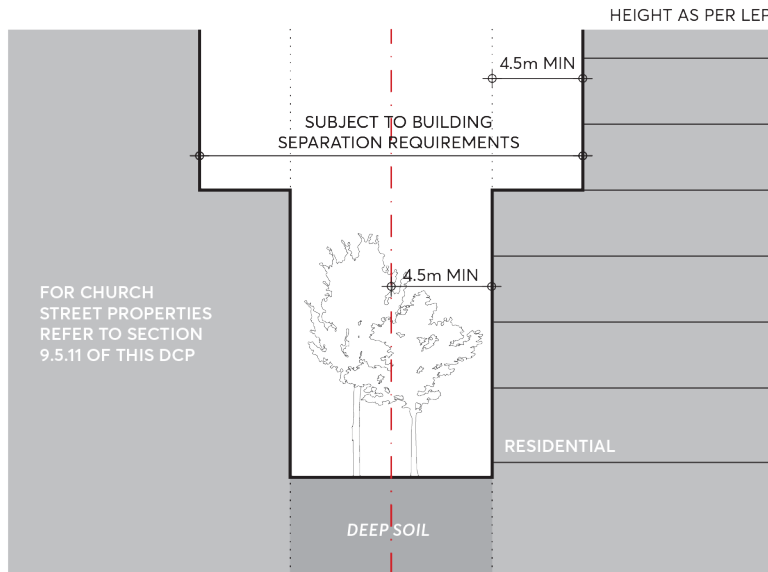 HEIGHT AS PER LEP
4.5m MIN
SUBJECT TO BUILDING
SEPARATION REQUIREMENTS
4.5m MIN
FOR CHURCH
STREET PROPERTIES
REFER TO SECTION
9.5.11 OF THIS DCP
RESIDENTIAL
DEEP SOIL